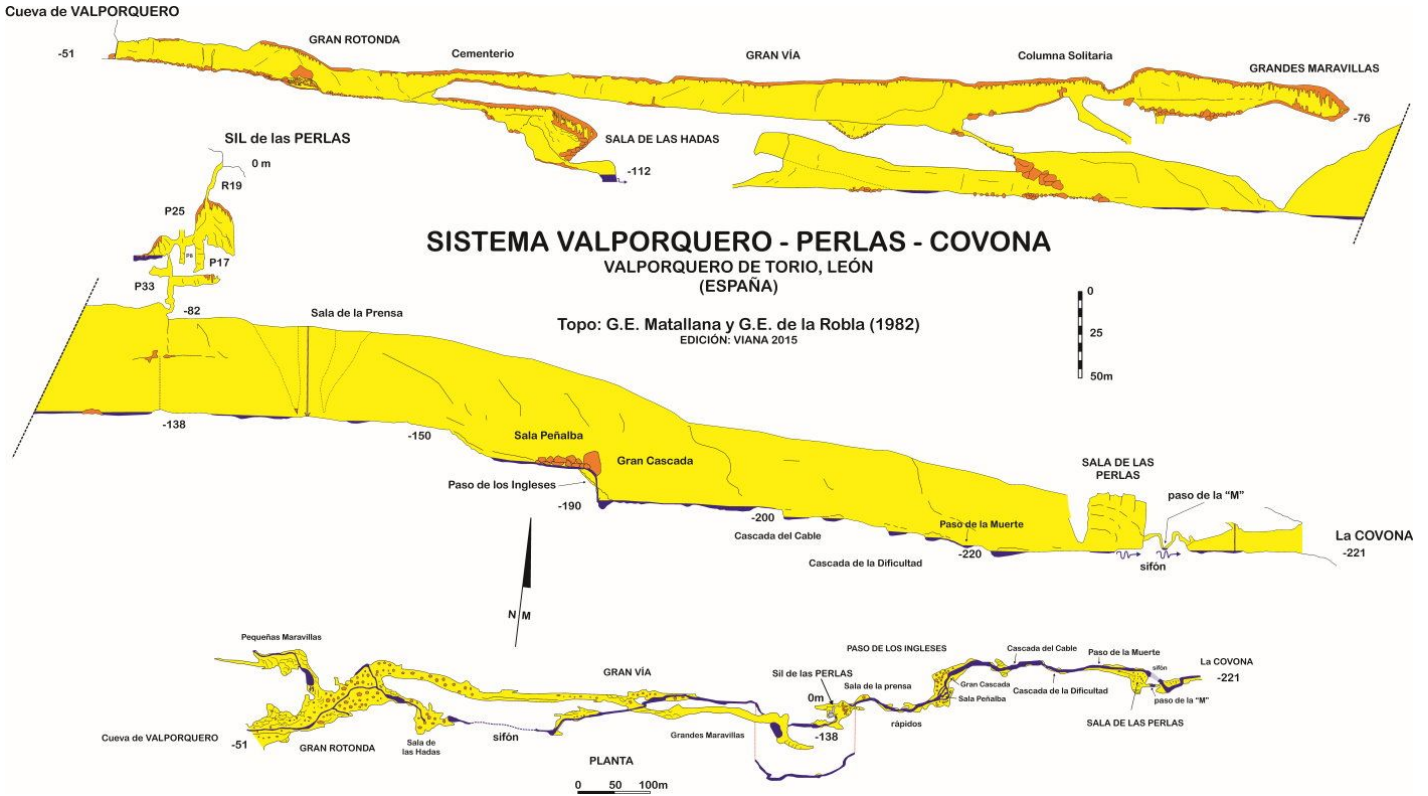 Cueva de VALPORQUERO
-51
GRAN ROTONDA
Cementerio
GRAN VÍA
Columna Solitaria
GRANDES MARAVILLAS
-76
SALA DE LAS HADAS
-112
SIL de las PERLAS
0 m
R19
P25
P8
P17
P33
-82
SISTEMA VALPORQUERO - PERLAS - COVONA
VALPORQUERO DE TORIO, LEÓN
(ESPAÑA)
Topo: G.E. Matallana y G.E. de la Robla (1982)
EDICIÓN: VIANA 2015
0
25
50m
Sala de la Prensa
-138
-150
Sala Peñalba
Gran Cascada
Paso de los Ingleses
-190
-200
Cascada del Cable
Paso de la Muerte
-220
Cascada de la Dificultad
SALA DE LAS
PERLAS
paso de la "M"
sifón
La COVONA
-221
N M
Pequeñas Maravillas
Cueva de VALPORQUERO
-51
GRAN ROTONDA
Sala de
las Hadas
sifón
GRAN VÍA
Grandes Maravillas
Sil de las PERLAS
0m
-138
Sala de la prensa
rápidos
PASO DE LOS INGLESES
Gran Cascada
Sala Peñalba
Cascada del Cable
Cascada de la Dificultad
Paso de la Muerte
sifón
La COVONA
-221
paso de la "M"
SALA DE LAS PERLAS
PLANTA
0 50 100m